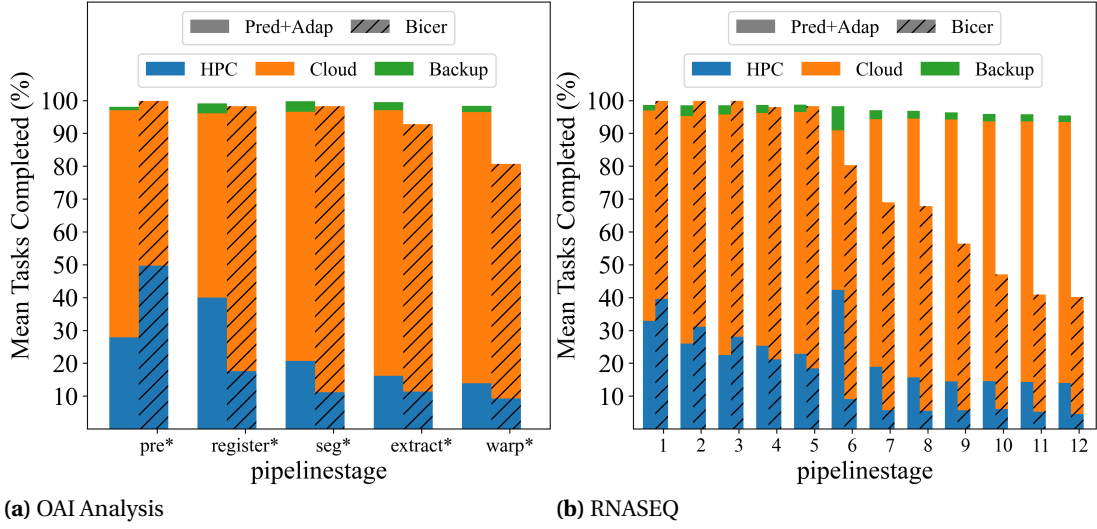 Pred+Adap Bicer
HPC Cloud Backup
Mean Tasks Completed (%)
100
90
80
70
60
50
40
30
20
10
pre* register* seg* extract* warp*
pipelinestage
(a) OAI Analysis
Pred+Adap Bicer
HPC Cloud Backup
Mean Tasks Completed (%)
100
90
80
70
60
50
40
30
20
10
1 2 3 4 5 6 7 8 9 10 11 12
pipelinestage
(b) RNASEQ